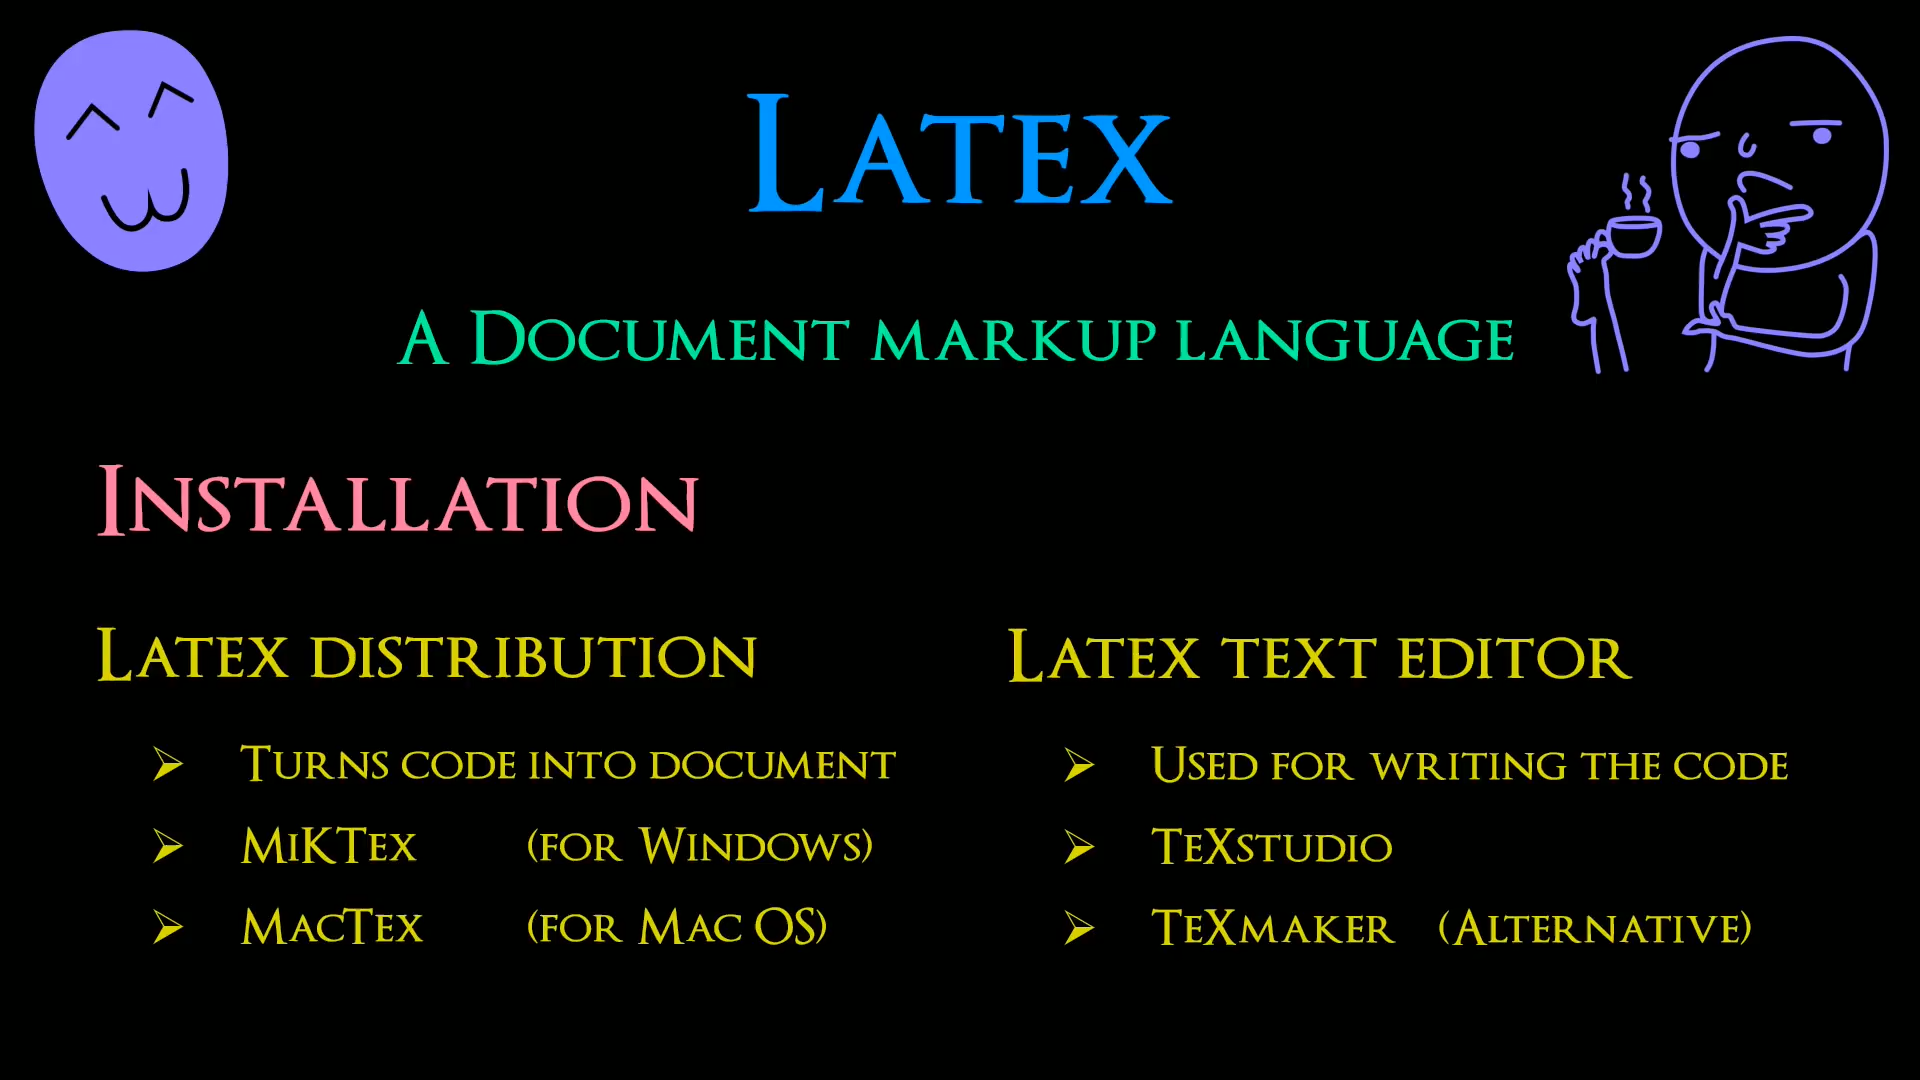 Latex
A Document markup language
Installation
Latex distribution
➢ Turns code into document
➢ MiKTex (for Windows)
➢ MacTex (for Mac OS)
Latex text editor
➢ Used for writing the code
➢ TeXstudio
➢ TeXmaker (Alternative)